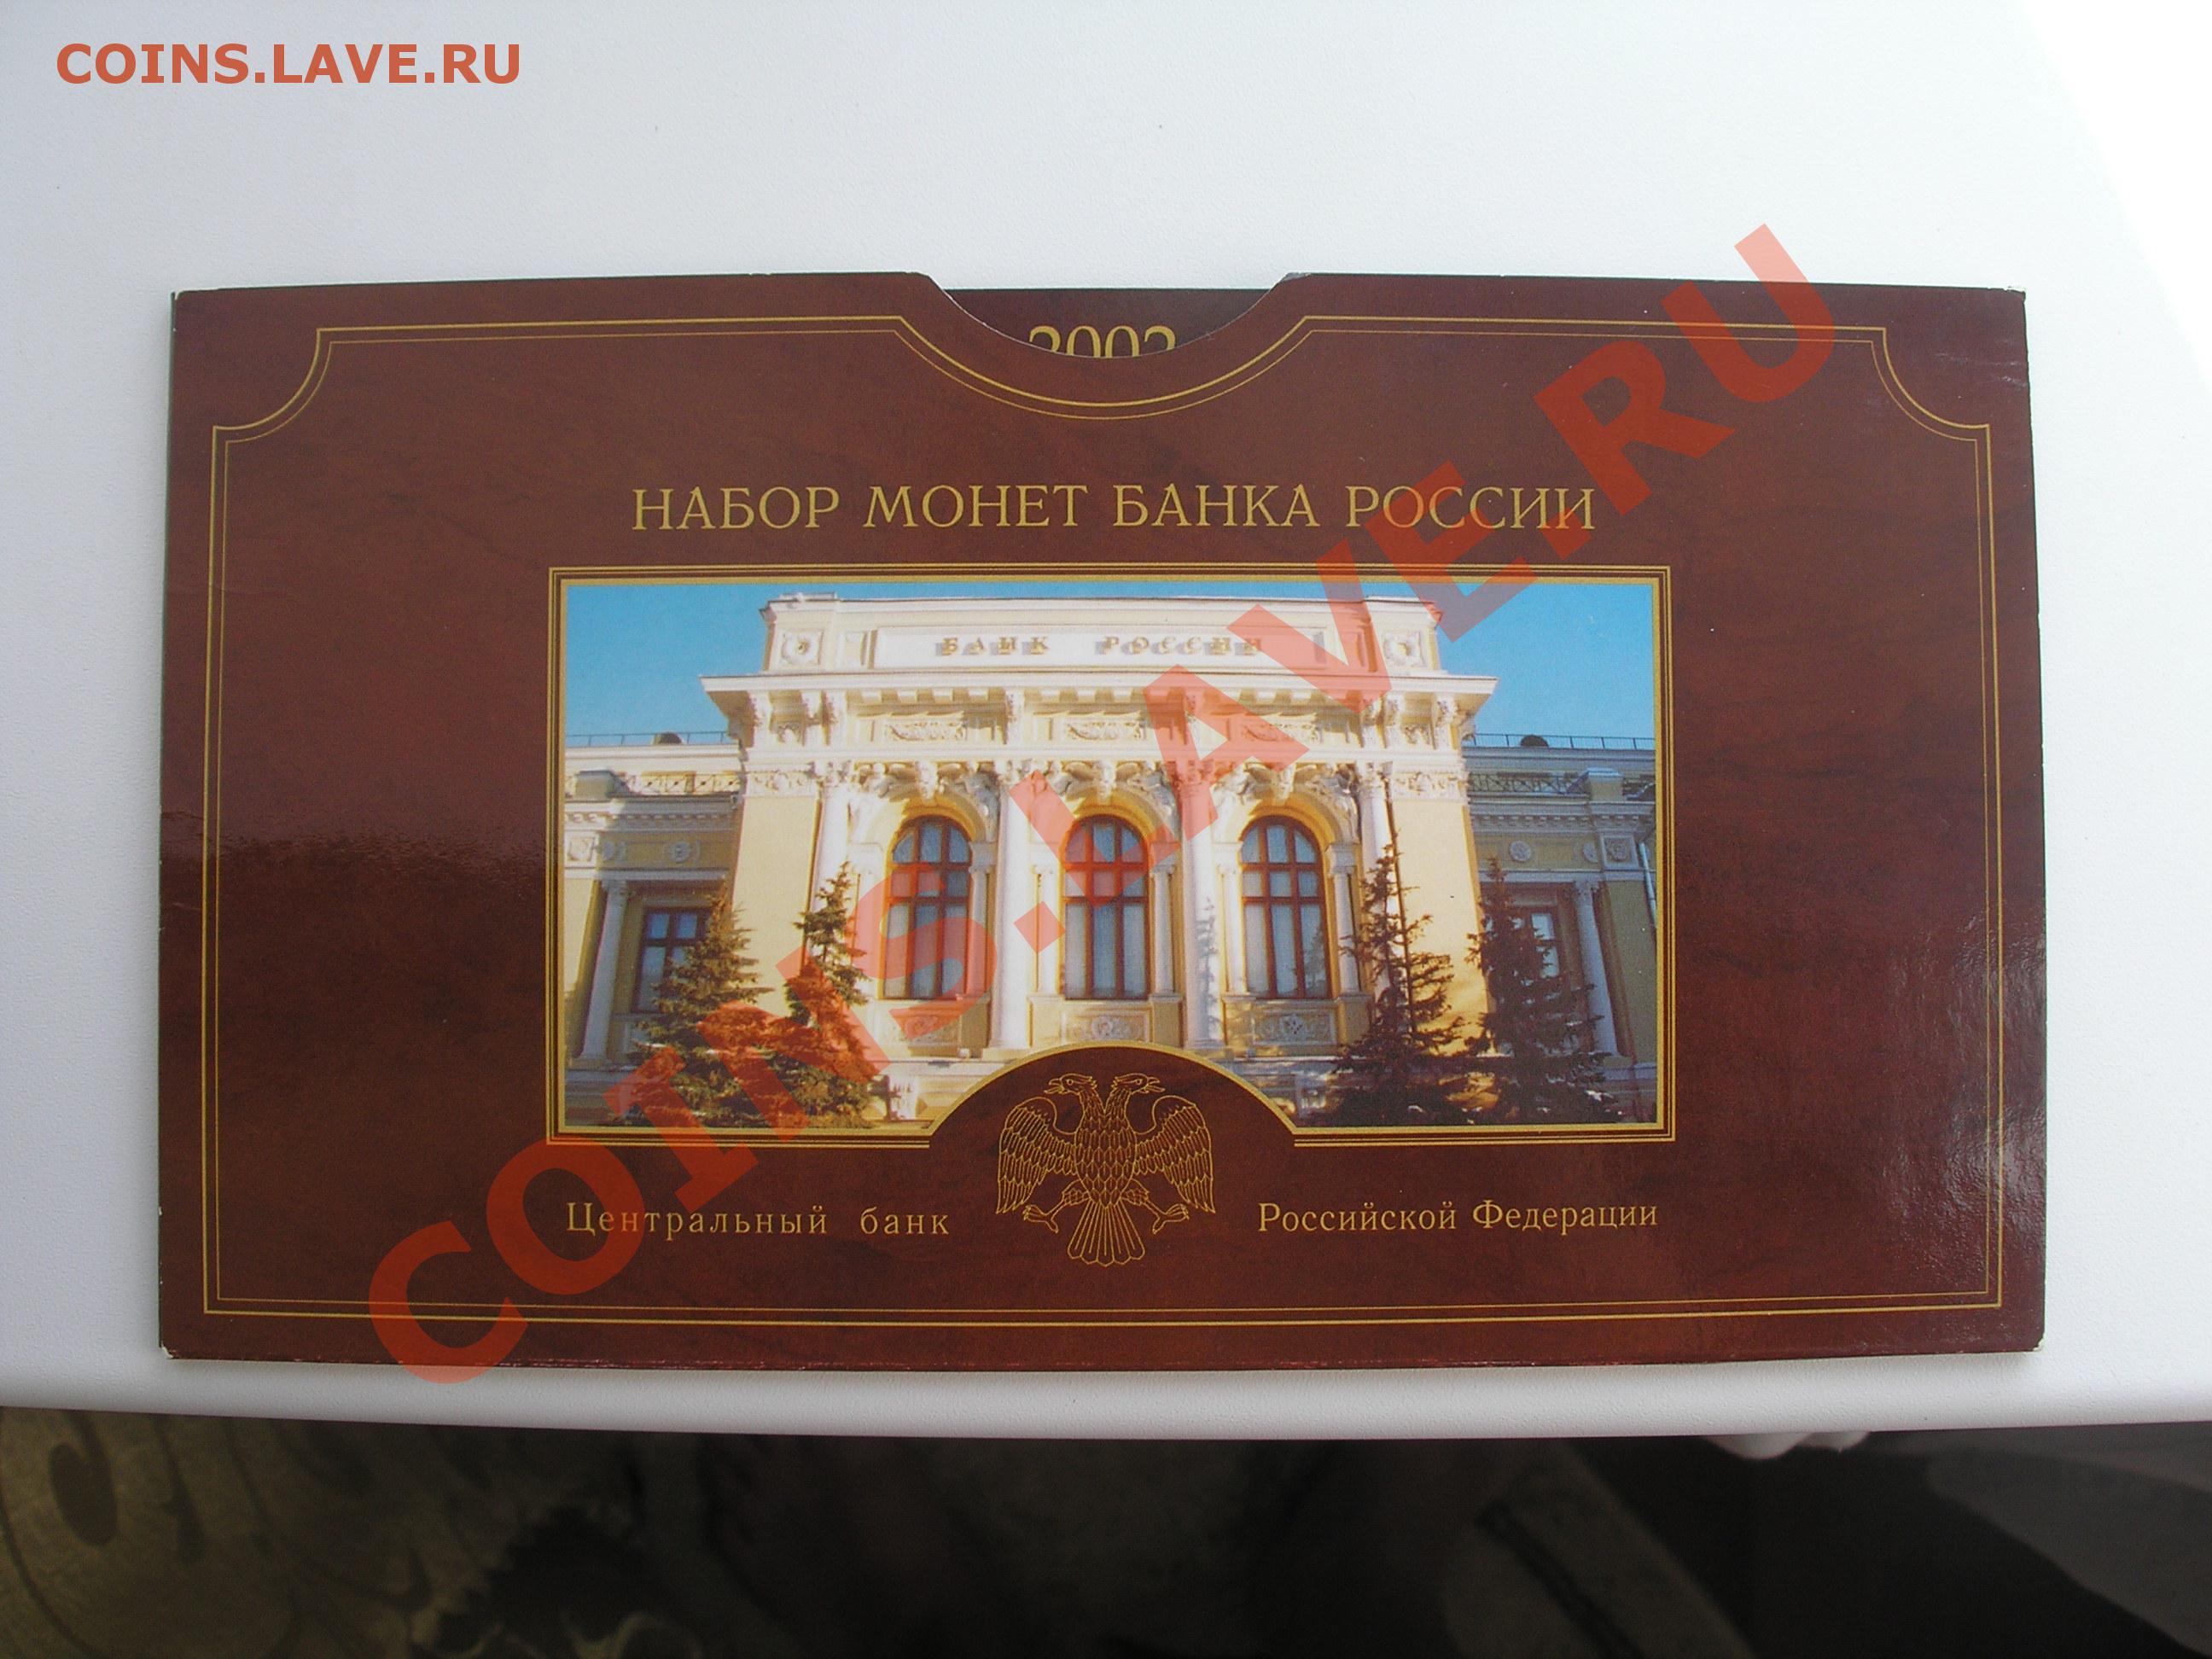 COINS.LAVE.RU
НАБОР МОНЕТ БАНКА РОССИИ
БАНК РОССИИ
Центральный банк Российской Федерации
COINS.LAVE.RU